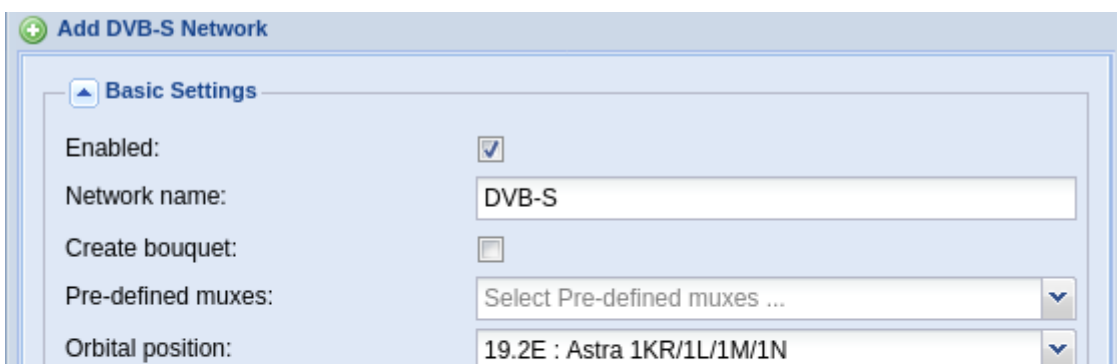 Add DVB-S Network
Basic Settings
Enabled:
Network name: DVB-S
Create bouquet:
Pre-defined muxes: Select Pre-defined muxes ...
Orbital position: 19.2E : Astra 1KR/1L/1M/1N